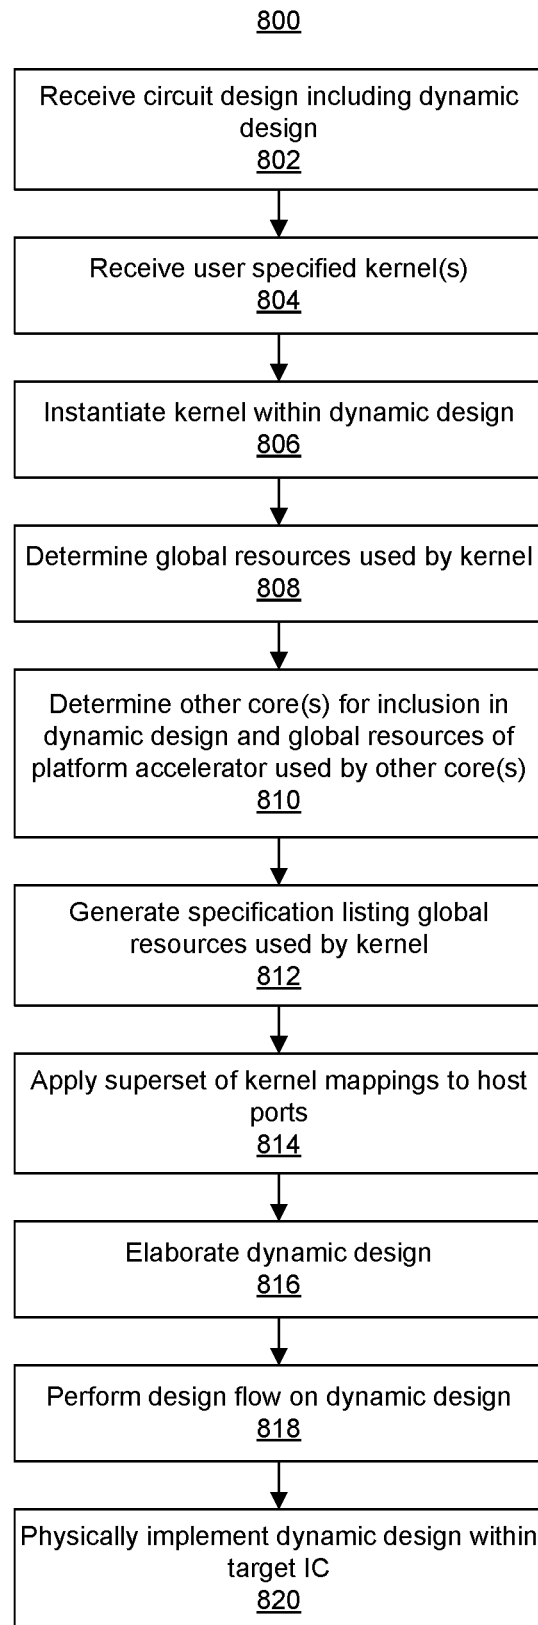 800
Receive circuit design including dynamic
design
802
Receive user specified kernel(s)
804
Instantiate kernel within dynamic design
806
Determine global resources used by kernel
808
Determine other core(s) for inclusion in
dynamic design and global resources of
platform accelerator used by other core(s)
810
Generate specification listing global
resources used by kernel
812
Apply superset of kernel mappings to host
ports
814
Elaborate dynamic design
816
Perform design flow on dynamic design
818
Physically implement dynamic design within
target IC
820